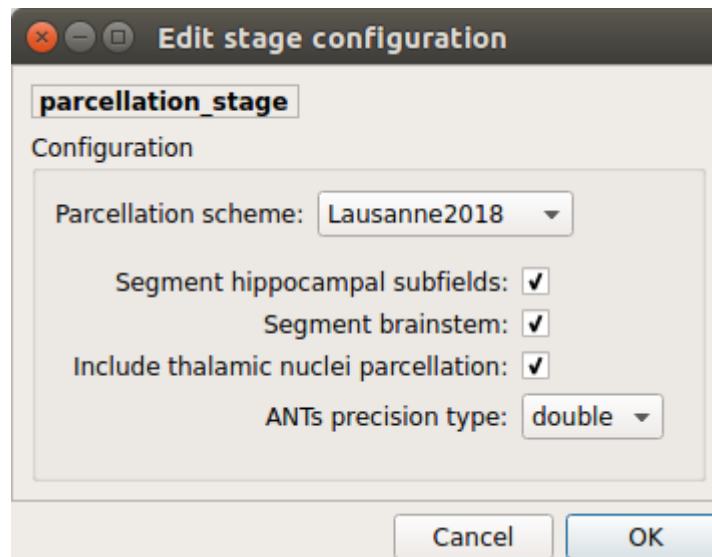 Edit stage configuration
parcellation_stage
Configuration
Parcellation scheme: Lausanne2018
Segment hippocampal subfields:
Segment brainstem:
Include thalamic nuclei parcellation:
ANTs precision type: double
Cancel OK